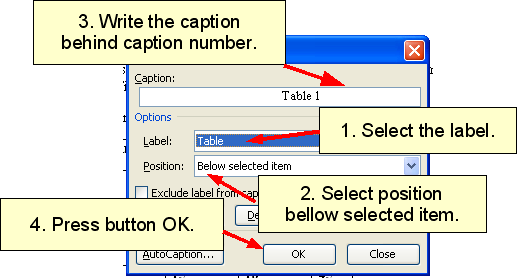 3. Write the caption
behind caption number.
Caption:
Table 1
Options
1. Select the label.
Label:
Table
Position:
Below selected item
Exclude label from cap
2. Select position
bellow selected item.
4. Press button OK.
De
AutoCaption...
OK
Close